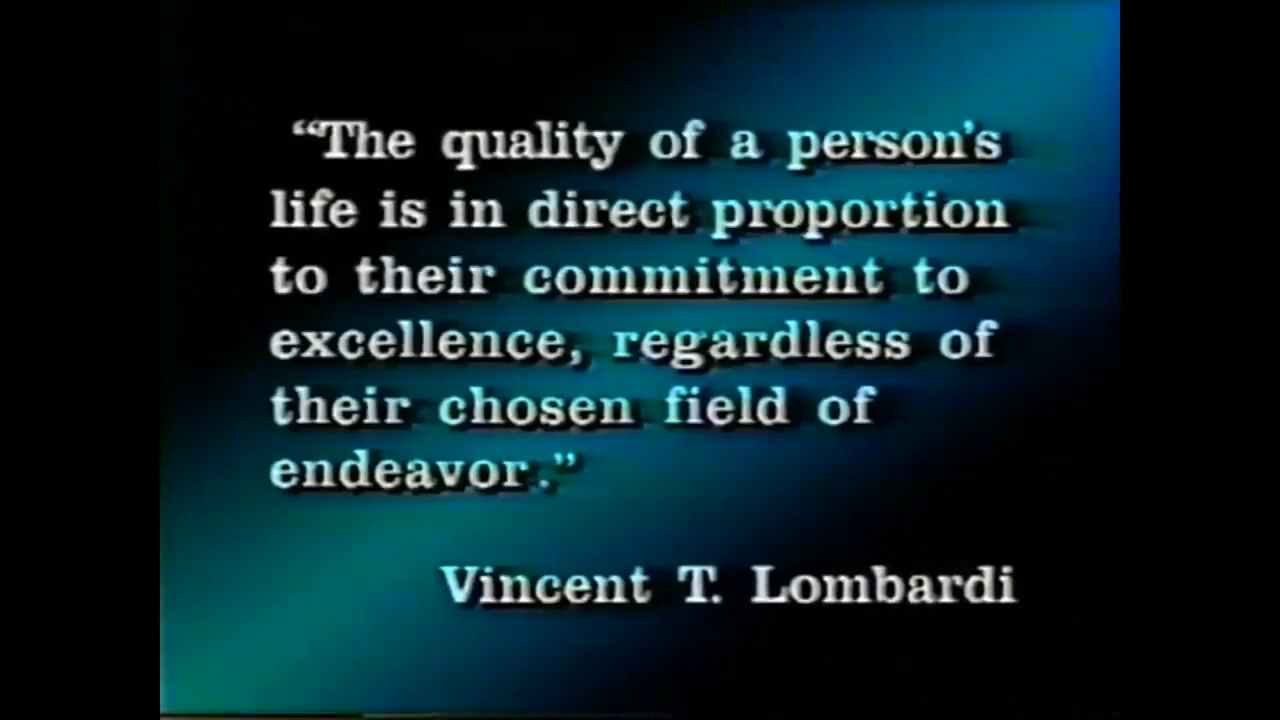 “The quality of a person’s
life is in direct proportion
to their commitment to
excellence, regardless of
their chosen field of
endeavor.”
Vincent T. Lombardi